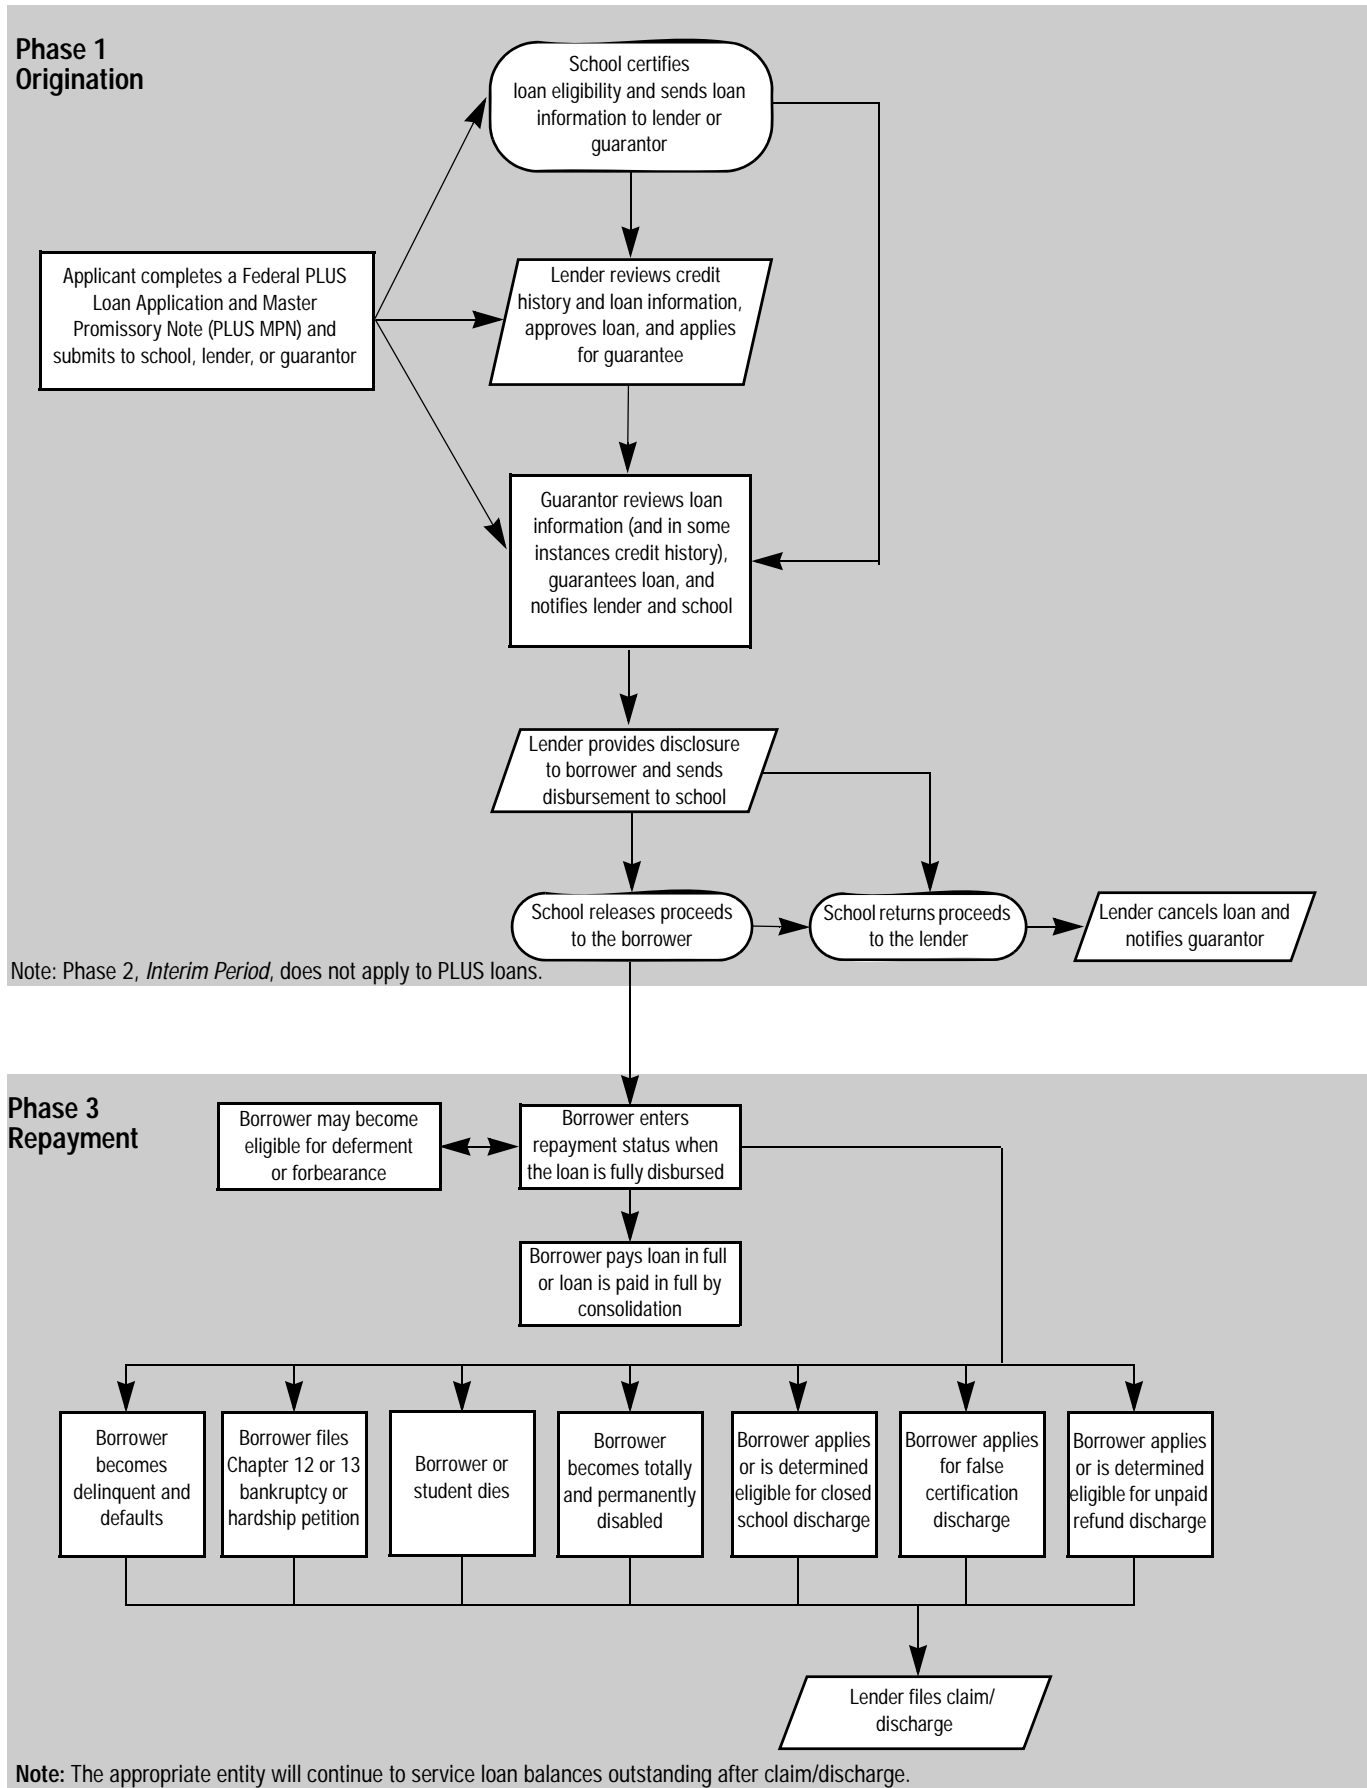 Phase 1
Origination
School certifies
loan eligibility and sends loan
information to lender or
guarantor
Applicant completes a Federal PLUS
Loan Application and Master
Promissory Note (PLUS MPN) and
submits to school, lender, or guarantor
Lender reviews credit
history and loan information,
approves loan, and applies
for guarantee
Guarantor reviews loan
information (and in some
instances credit history),
guarantees loan, and
notifies lender and school
Lender provides disclosure
to borrower and sends
disbursement to school
School releases proceeds
to the borrower
School returns proceeds
to the lender
Lender cancels loan and
notifies guarantor
Note: Phase 2, Interim Period, does not apply to PLUS loans.
Phase 3
Repayment
Borrower may become
eligible for deferment
or forbearance
Borrower enters
repayment status when
the loan is fully disbursed
Borrower pays loan in full
or loan is paid in full by
consolidation
Borrower
becomes
delinquent and
defaults
Borrower files
Chapter 12 or 13
bankruptcy or
hardship petition
Borrower or
student dies
Borrower
becomes totally
and permanently
disabled
Borrower applies
or is determined
eligible for closed
school discharge
Borrower applies
for false
certification
discharge
Borrower applies
or is determined
eligible for unpaid
refund discharge
Lender files claim/
discharge
Note: The appropriate entity will continue to service loan balances outstanding after claim/discharge.